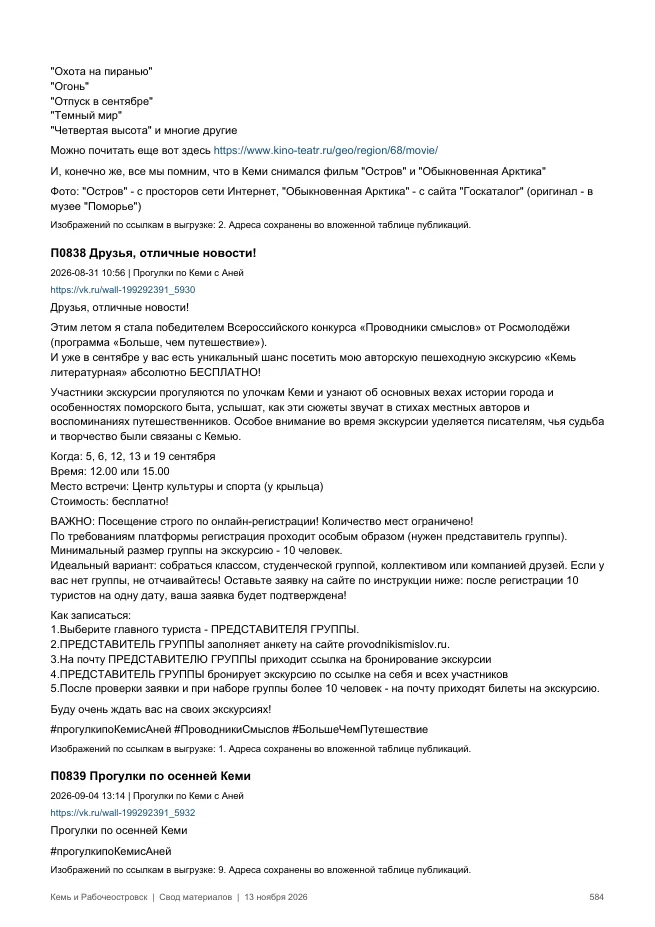 "Охота на пиранью"
"Огонь"
"Отпуск в сентябре"
"Темный мир"
"Четвертая высота" и многие другие
Можно почитать еще вот здесь https://www.kino-teatr.ru/geo/region/68/movie/
И, конечно же, все мы помним, что в Кеми снимался фильм "Остров" и "Обыкновенная Арктика"
Фото: "Остров" - с просторов сети Интернет, "Обыкновенная Арктика" - с сайта "Госкаталог" (оригинал - в
музее "Поморье")
Изображений по ссылкам в выгрузке: 2. Адреса сохранены во вложенной таблице публикаций.
П0838 Друзья, отличные новости!
2026-08-31 10:56 | Прогулки по Кеми с Аней
https://vk.ru/wall-199292391_5930
Друзья, отличные новости!
Этим летом я стала победителем Всероссийского конкурса «Проводники смыслов» от Росмолодёжи
(программа «Больше, чем путешествие»).
И уже в сентябре у вас есть уникальный шанс посетить мою авторскую пешеходную экскурсию «Кемь
литературная» абсолютно БЕСПЛАТНО!
Участники экскурсии прогуляются по улочкам Кеми и узнают об основных вехах истории города и
особенностях поморского быта, услышат, как эти сюжеты звучат в стихах местных авторов и
воспоминаниях путешественников. Особое внимание во время экскурсии уделяется писателям, чья судьба
и творчество были связаны с Кемью.
Когда: 5, 6, 12, 13 и 19 сентября
Время: 12.00 или 15.00
Место встречи: Центр культуры и спорта (у крыльца)
Стоимость: бесплатно!
ВАЖНО: Посещение строго по онлайн-регистрации! Количество мест ограничено!
По требованиям платформы регистрация проходит особым образом (нужен представитель группы).
Минимальный размер группы на экскурсию - 10 человек.
Идеальный вариант: собраться классом, студенческой группой, коллективом или компанией друзей. Если у
вас нет группы, не отчаивайтесь! Оставьте заявку на сайте по инструкции ниже: после регистрации 10
туристов на одну дату, ваша заявка будет подтверждена!
Как записаться:
1.Выберите главного туриста - ПРЕДСТАВИТЕЛЯ ГРУППЫ.
2.ПРЕДСТАВИТЕЛЬ ГРУППЫ заполняет анкету на сайте provodnikismislov.ru.
3.На почту ПРЕДСТАВИТЕЛЮ ГРУППЫ приходит ссылка на бронирование экскурсии
4.ПРЕДСТАВИТЕЛЬ ГРУППЫ бронирует экскурсию по ссылке на себя и всех участников
5.После проверки заявки и при наборе группы более 10 человек - на почту приходят билеты на экскурсию.
Буду очень ждать вас на своих экскурсиях!
#прогулкипоКемисАней #ПроводникиСмыслов #БольшеЧемПутешествие
Изображений по ссылкам в выгрузке: 1. Адреса сохранены во вложенной таблице публикаций.
П0839 Прогулки по осенней Кеми
2026-09-04 13:14 | Прогулки по Кеми с Аней
https://vk.ru/wall-199292391_5932
Прогулки по осенней Кеми
#прогулкипоКемисАней
Изображений по ссылкам в выгрузке: 9. Адреса сохранены во вложенной таблице публикаций.
Кемь и Рабочеостровск | Свод материалов | 13 ноября 2026 584